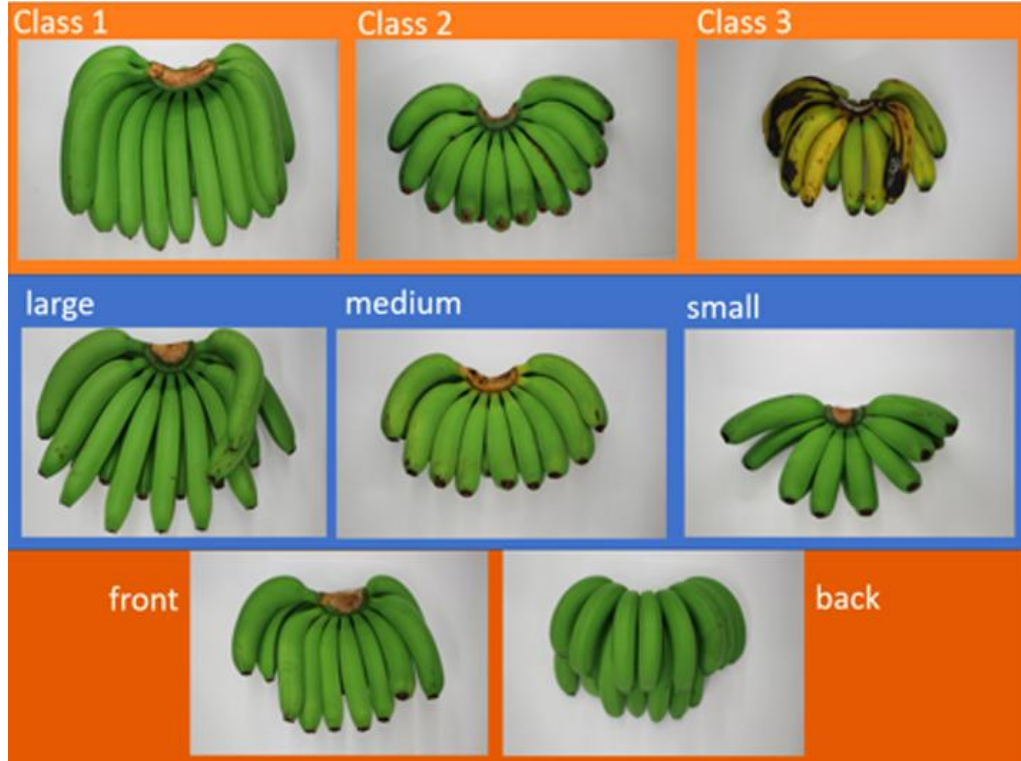 Class 1
Class 2
Class 3
large
medium
small
front
back